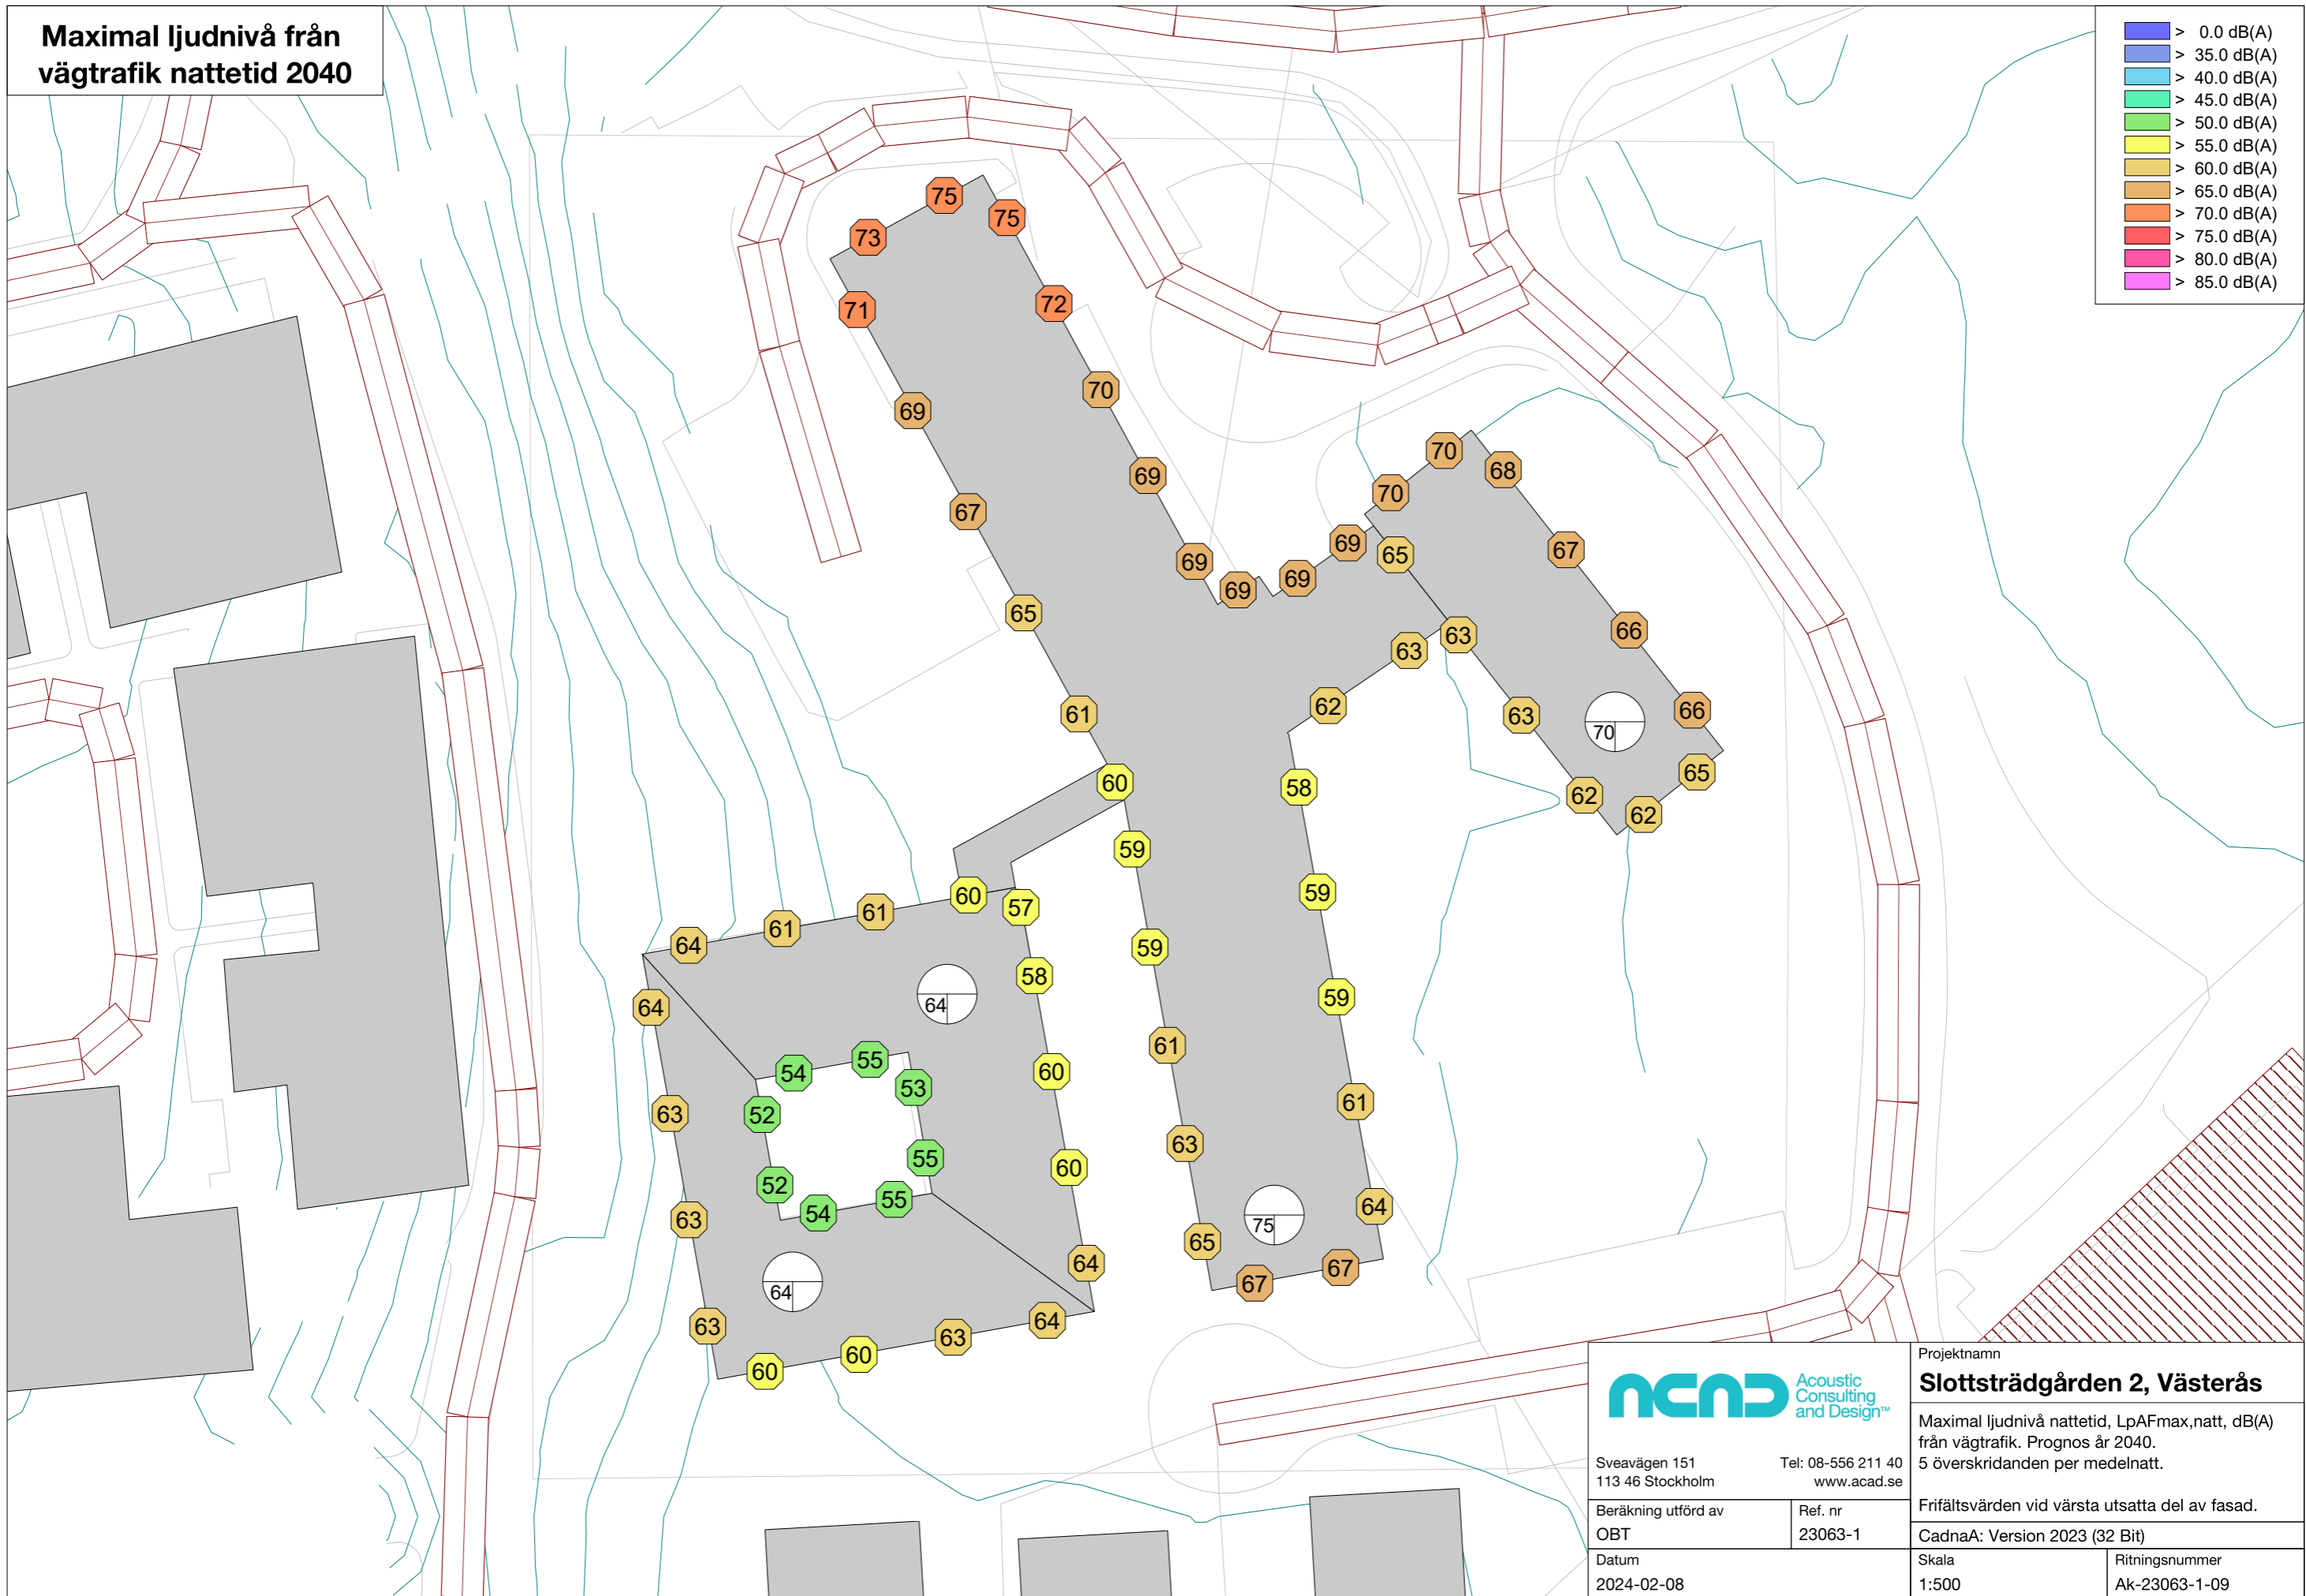 Maximal ljudnivå från
vägtrafik nattetid 2040
> 0.0 dB(A)
> 35.0 dB(A)
> 40.0 dB(A)
> 45.0 dB(A)
> 50.0 dB(A)
> 55.0 dB(A)
> 60.0 dB(A)
> 65.0 dB(A)
> 70.0 dB(A)
> 75.0 dB(A)
> 80.0 dB(A)
> 85.0 dB(A)
75
75
73
71
72
70
69
69
67
69
69
69
69
70
70
68
65
67
65
63
63
66
62
63
66
61
70
60
58
62
65
62
59
60
61
61
64
57
59
59
58
64
64
59
61
54
55
53
60
61
52
63
63
55
60
52
55
54
63
64
75
65
64
67
67
64
63
64
63
60
60
acad
Acoustic
Consulting
and Design™
Sveavägen 151
113 46 Stockholm
Tel: 08-556 211 40
www.acad.se
Beräkning utförd av
OBT
Ref. nr
23063-1
Datum
2024-02-08
Projektnamn
Slottsträdgården 2, Västerås
Maximal ljudnivå nattetid, LpAFmax,natt, dB(A)
från vägtrafik. Prognos år 2040.
5 överskridanden per medelnatt.
Frifältsvärden vid värsta utsatta del av fasad.
CadnaA: Version 2023 (32 Bit)
Skala
1:500
Ritningsnummer
Ak-23063-1-09